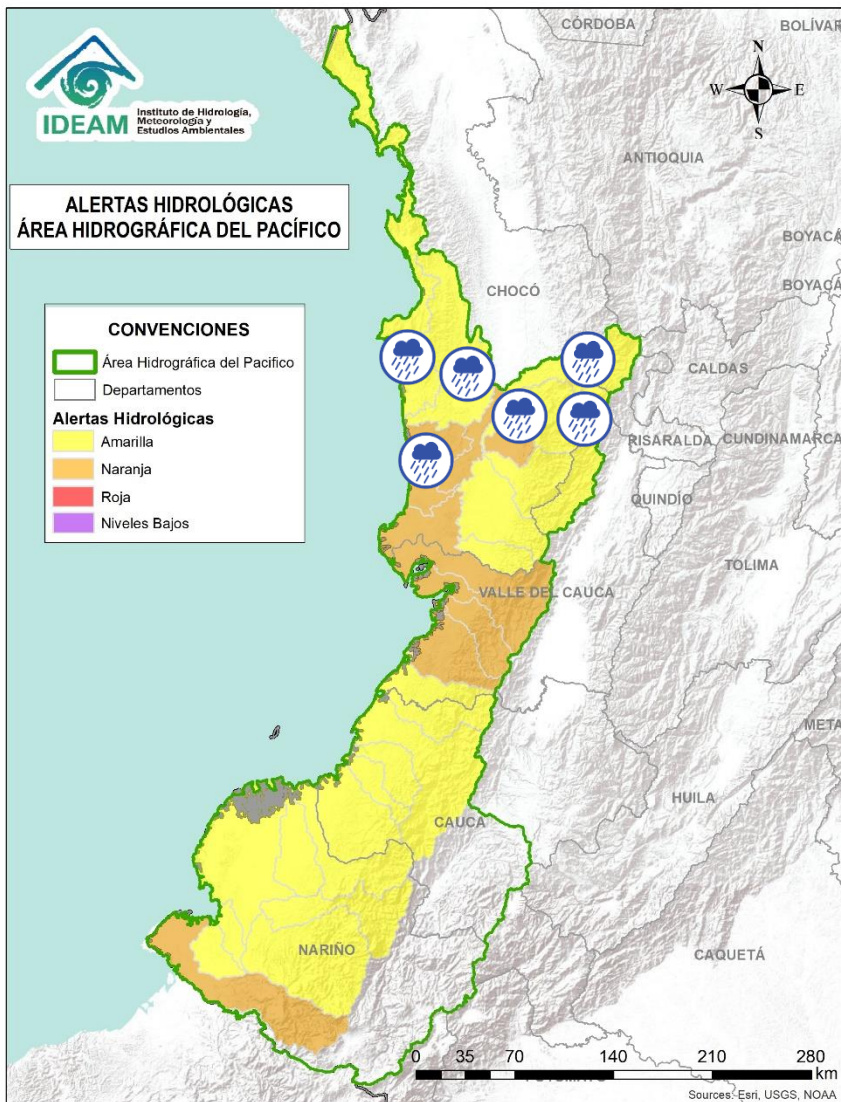 IDEAM
Instituto de Hidrología,
Meteorología y
Estudios Ambientales
ALERTAS HIDROLÓGICAS
ÁREA HIDROGRÁFICA DEL PACÍFICO
CONVENCIONES
Área Hidrográfica del Pacifico
Departamentos
Alertas Hidrológicas
Amarilla
Naranja
Roja
Niveles Bajos
CÓRDOBA
BOLÍVAR
N
W E
S
ANTIOQUIA
BOYACÁ
CHOCÓ
BOYACÁ
CALDAS
RISARALDA
CUNDINAMARCA
QUINDÍO
TOLIMA
VALLE DEL CAUCA
META
HUILA
CAUCA
NARIÑO
CAQUETÁ
0 35 70 140 210 280
km
Sources: Esri, USGS, NOAA